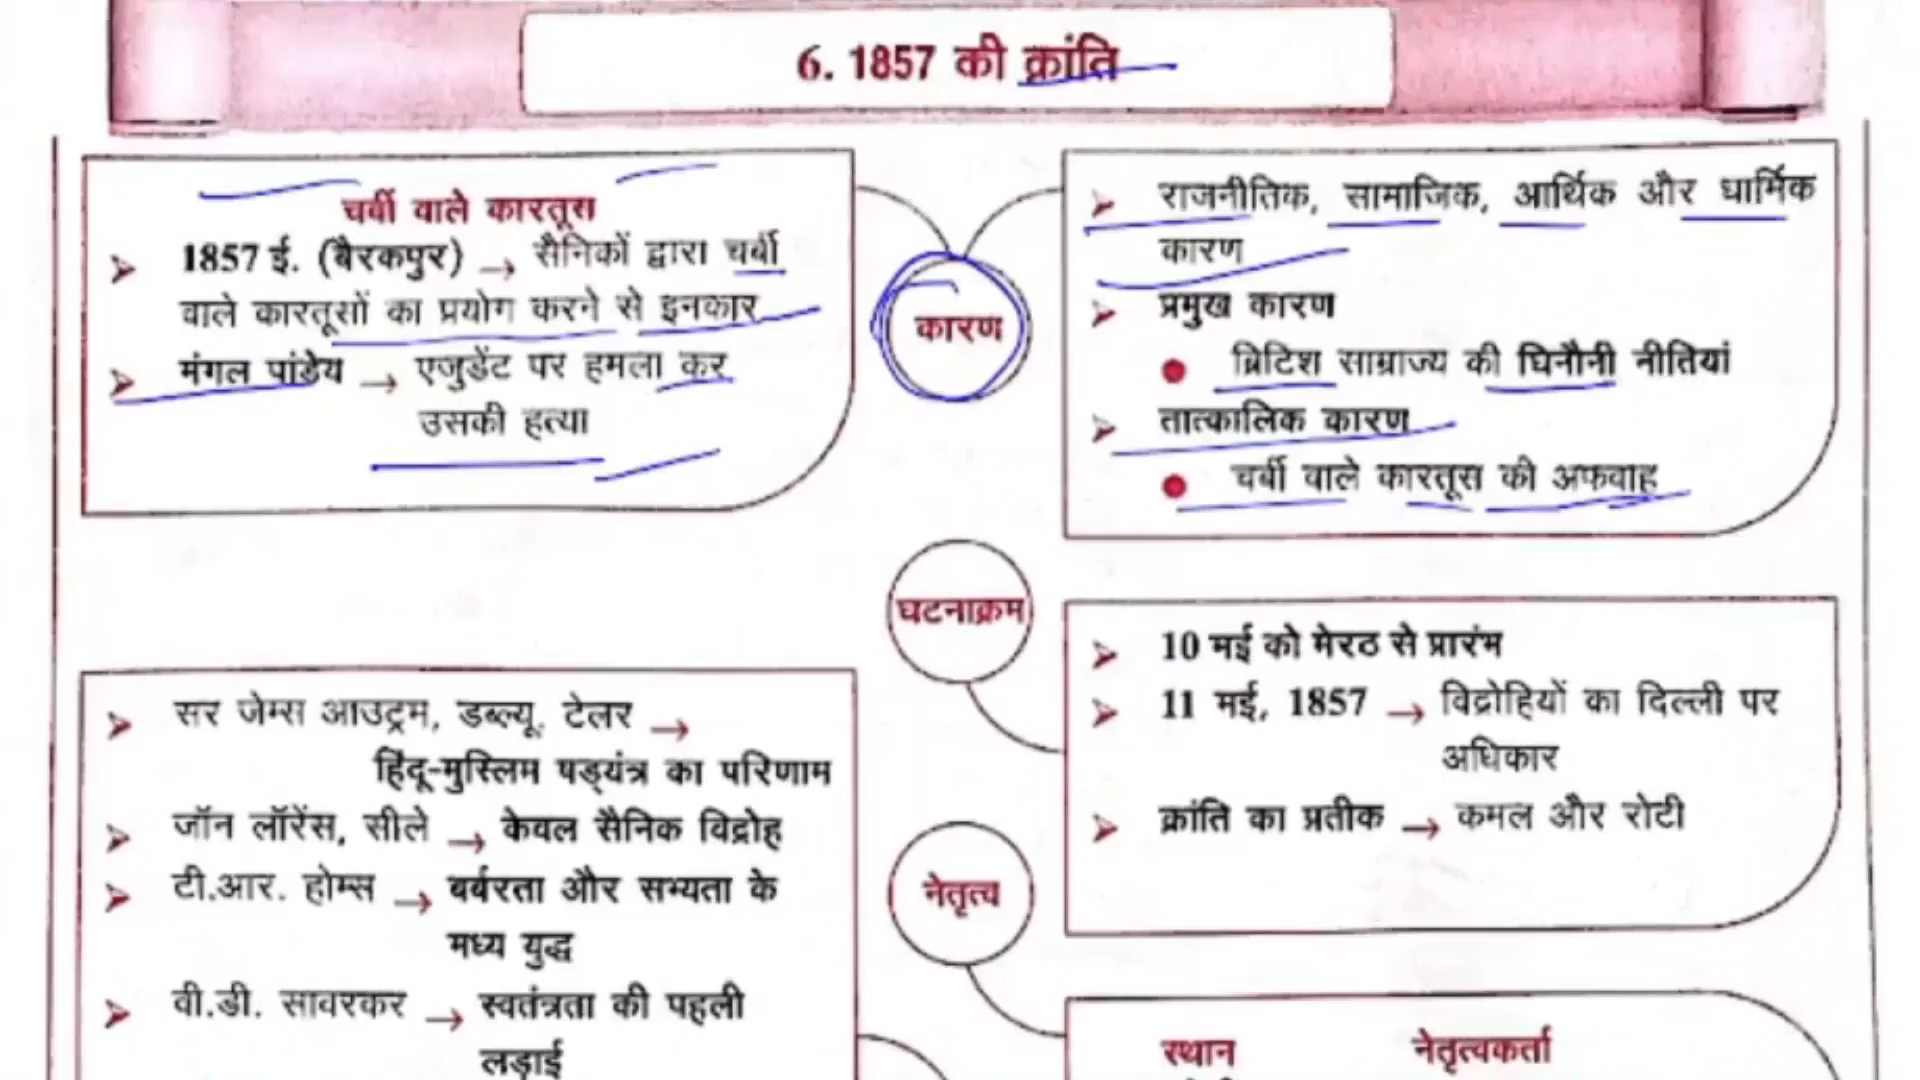 6. 1857 की क्रांति
चर्बी वाले कारतूस
➢ 1857 ई. (बैरकपुर) → सैनिकों द्वारा चर्बी
वाले कारतूसों का प्रयोग करने से इनकार
➢ मंगल पांडेय → एजुडेंट पर हमला कर
उसकी हत्या
कारण
➢ राजनीतिक, सामाजिक, आर्थिक और धार्मिक
कारण
➢ प्रमुख कारण
● ब्रिटिश साम्राज्य की घिनौनी नीतियां
➢ तात्कालिक कारण
● चर्बी वाले कारतूस की अफवाह
घटनाक्रम
➢ 10 मई को मेरठ से प्रारंभ
➢ 11 मई, 1857 → विद्रोहियों का दिल्ली पर
अधिकार
➢ क्रांति का प्रतीक → कमल और रोटी
➢ सर जेम्स आउट्रम, डब्ल्यू. टेलर →
हिंदू-मुस्लिम षड्यंत्र का परिणाम
➢ जॉन लॉरेंस, सीले → केवल सैनिक विद्रोह
➢ टी.आर. होम्स → बर्बरता और सभ्यता के
मध्य युद्ध
➢ वी.डी. सावरकर → स्वतंत्रता की पहली
लड़ाई
नेतृत्व
स्थान नेतृत्वकर्ता